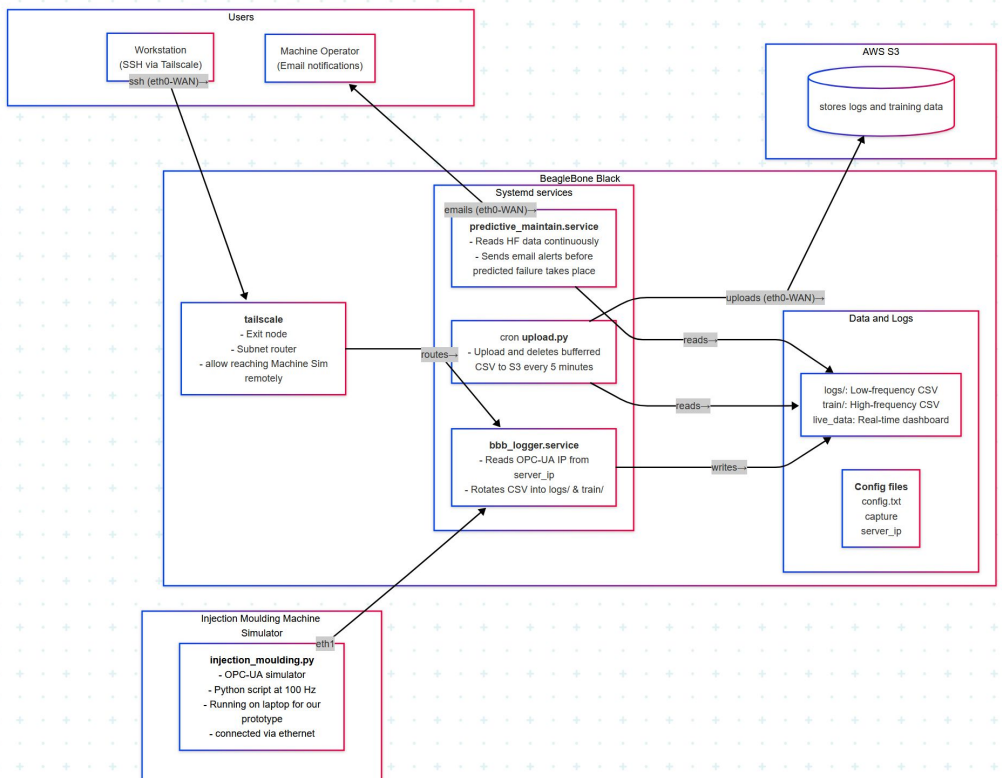 Users
Workstation
(SSH via Tailscale)
ssh (eth0-WAN)→
Machine Operator
(Email notifications)
AWS S3
stores logs and training data
BeagleBone Black
Systemd services
emails (eth0-WAN)→
predictive_maintain.service
- Reads HF data continuously
- Sends email alerts before
predicted failure takes place
uploads (eth0-WAN)→
tailscale
- Exit node
- Subnet router
- allow reaching Machine Sim
remotely
routes→
cron upload.py
- Upload and deletes bufferred
CSV to S3 every 5 minutes
reads→
reads→
Data and Logs
logs/: Low-frequency CSV
train/: High-frequency CSV
live_data: Real-time dashboard
bbb_logger.service
- Reads OPC-UA IP from
server_ip
- Rotates CSV into logs/ & train/
writes→
Config files
config.txt
capture
server_ip
Injection Moulding Machine
Simulator
eth1
injection_moulding.py
- OPC-UA simulator
- Python script at 100 Hz
- Running on laptop for our
prototype
- connected via ethernet